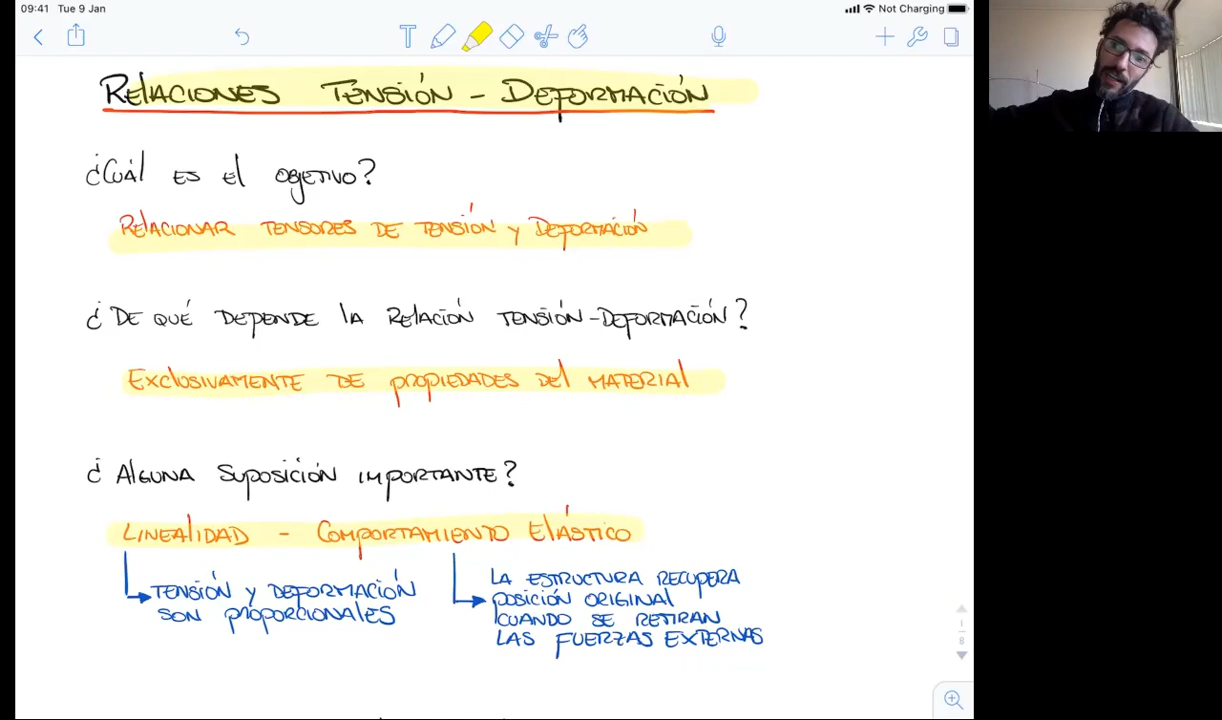 09:41 Tue 9 Jan
Not Charging
RELACIONES TENSIÓN - DEFORMACIÓN
¿CUÁL ES EL OBJETIVO?
RELACIONAR TENSORES DE TENSIÓN Y DEFORMACIÓN
¿DE QUÉ DEPENDE LA RELACIÓN TENSIÓN-DEFORMACIÓN?
EXCLUSIVAMENTE DE PROPIEDADES DEL MATERIAL
¿ALGUNA SUPOSICIÓN IMPORTANTE?
LINEALIDAD - COMPORTAMIENTO ELÁSTICO
TENSIÓN Y DEFORMACIÓN
SON PROPORCIONALES
LA ESTRUCTURA RECUPERA
POSICIÓN ORIGINAL
CUANDO SE RETIRAN
LAS FUERZAS EXTERNAS
1
8